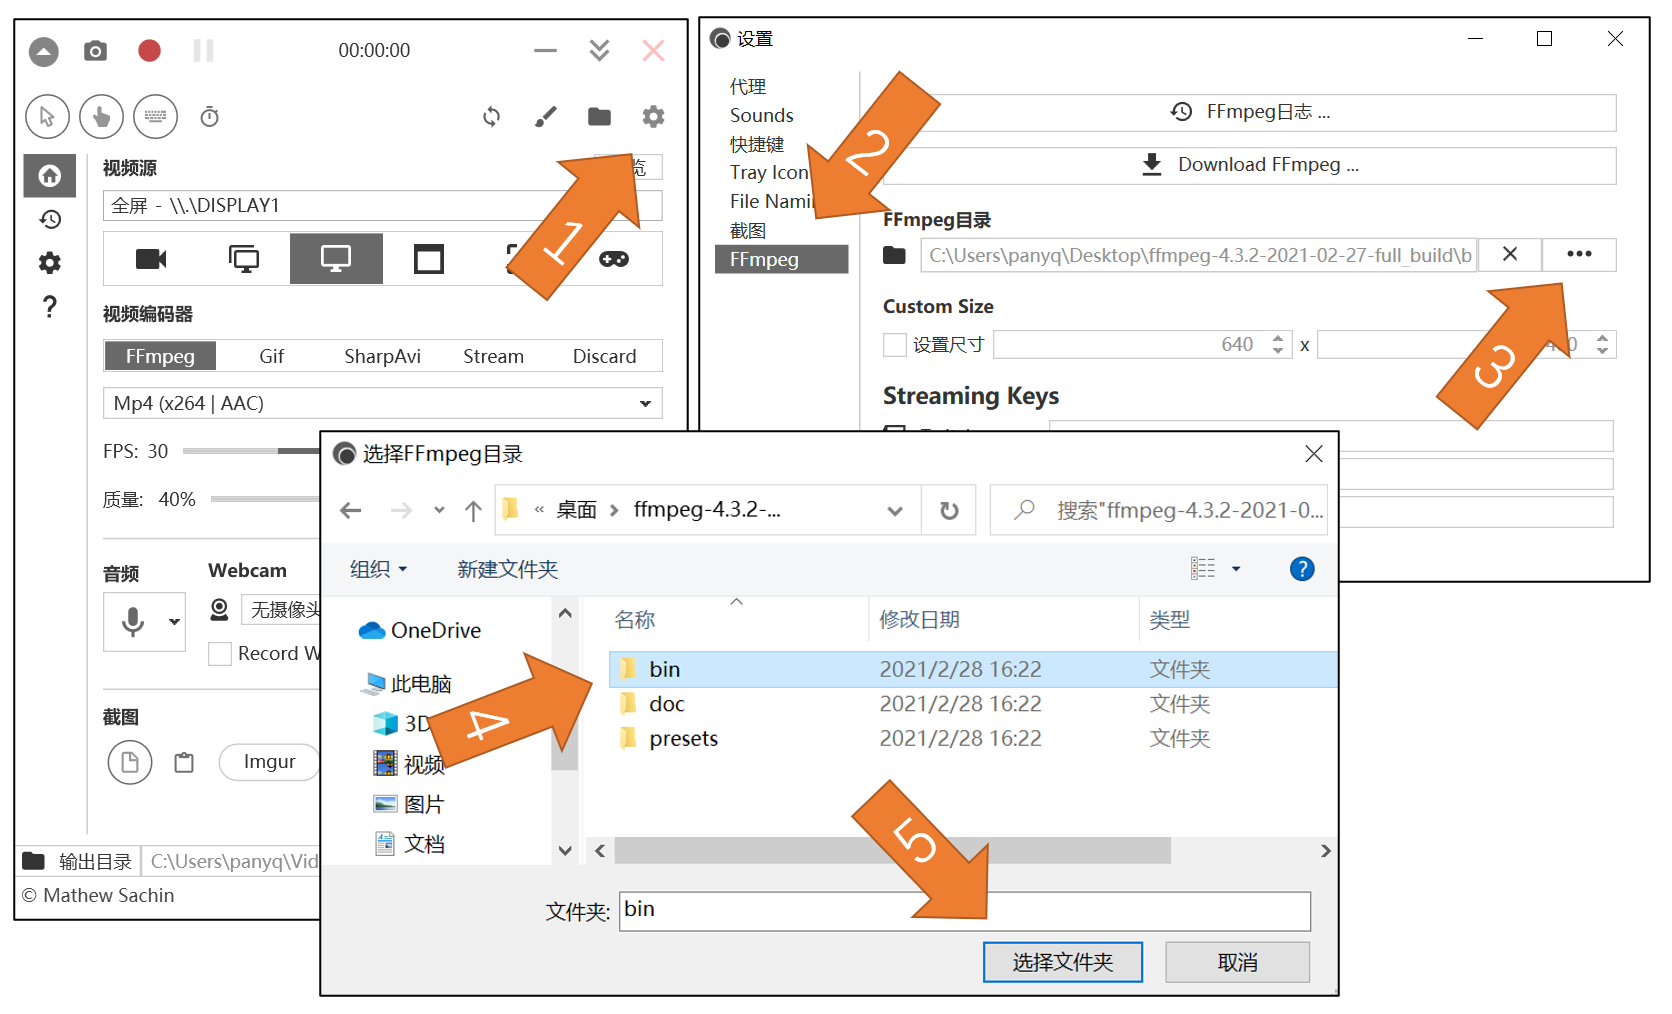 00:00:00
视频源
览
全屏 - \\.\DISPLAY1
视频编码器
FFmpeg
Gif
SharpAvi
Stream
Discard
Mp4 (x264 | AAC)
FPS: 30
质量: 40%
音频
Webcam
无摄像头
Record W
截图
Imgur
输出目录
C:\Users\panyq\Vid
© Mathew Sachin
1
设置
代理
Sounds
快捷键
Tray Icon
File Nami
截图
FFmpeg
2
FFmpeg日志 ...
Download FFmpeg ...
FFmpeg目录
C:\Users\panyq\Desktop\ffmpeg-4.3.2-2021-02-27-full_build\b
Custom Size
设置尺寸
640
x
3
Streaming Keys
选择FFmpeg目录
« 桌面 › ffmpeg-4.3.2-...
搜索"ffmpeg-4.3.2-2021-0...
组织
新建文件夹
名称
修改日期
类型
OneDrive
此电脑
3D
视频
图片
文档
4
bin 2021/2/28 16:22 文件夹
doc 2021/2/28 16:22 文件夹
presets 2021/2/28 16:22 文件夹
5
文件夹: bin
选择文件夹
取消